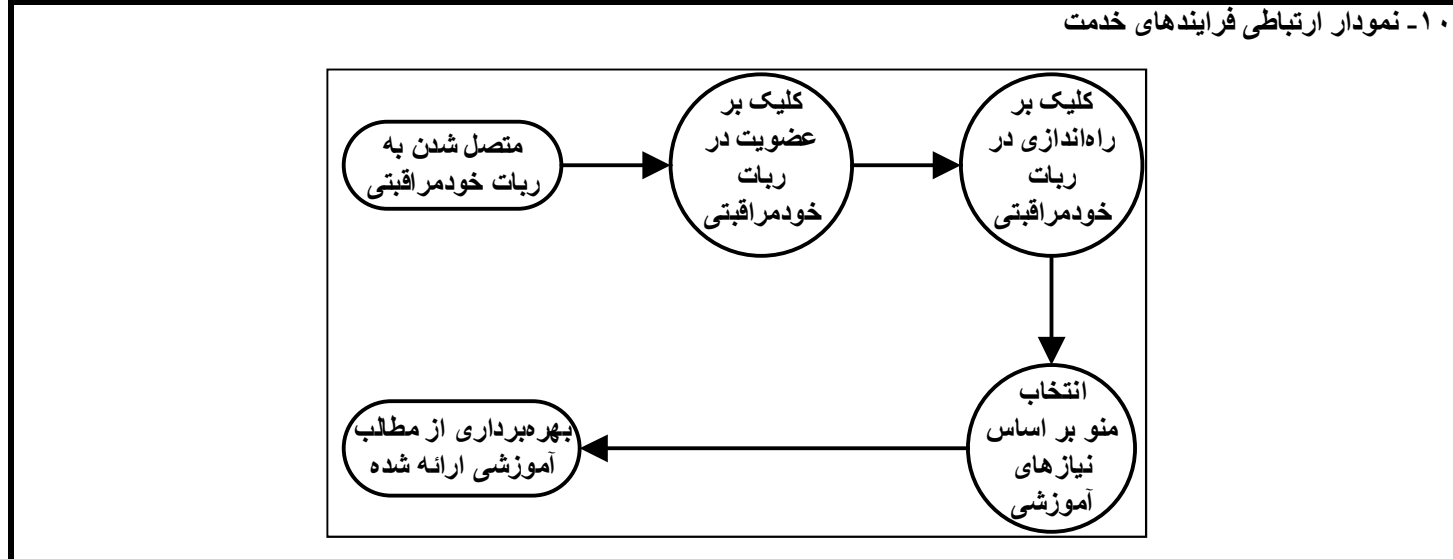 ۱۰- نمودار ارتباطی فرایندهای خدمت
متصل شدن به
ربات خودمراقبتی
کلیک بر
عضویت در
ربات
خودمراقبتی
کلیک بر
راه‌اندازی در
ربات
خودمراقبتی
انتخاب
منو بر اساس
نیازهای
آموزشی
بهره‌برداری از مطالب
آموزشی ارائه شده